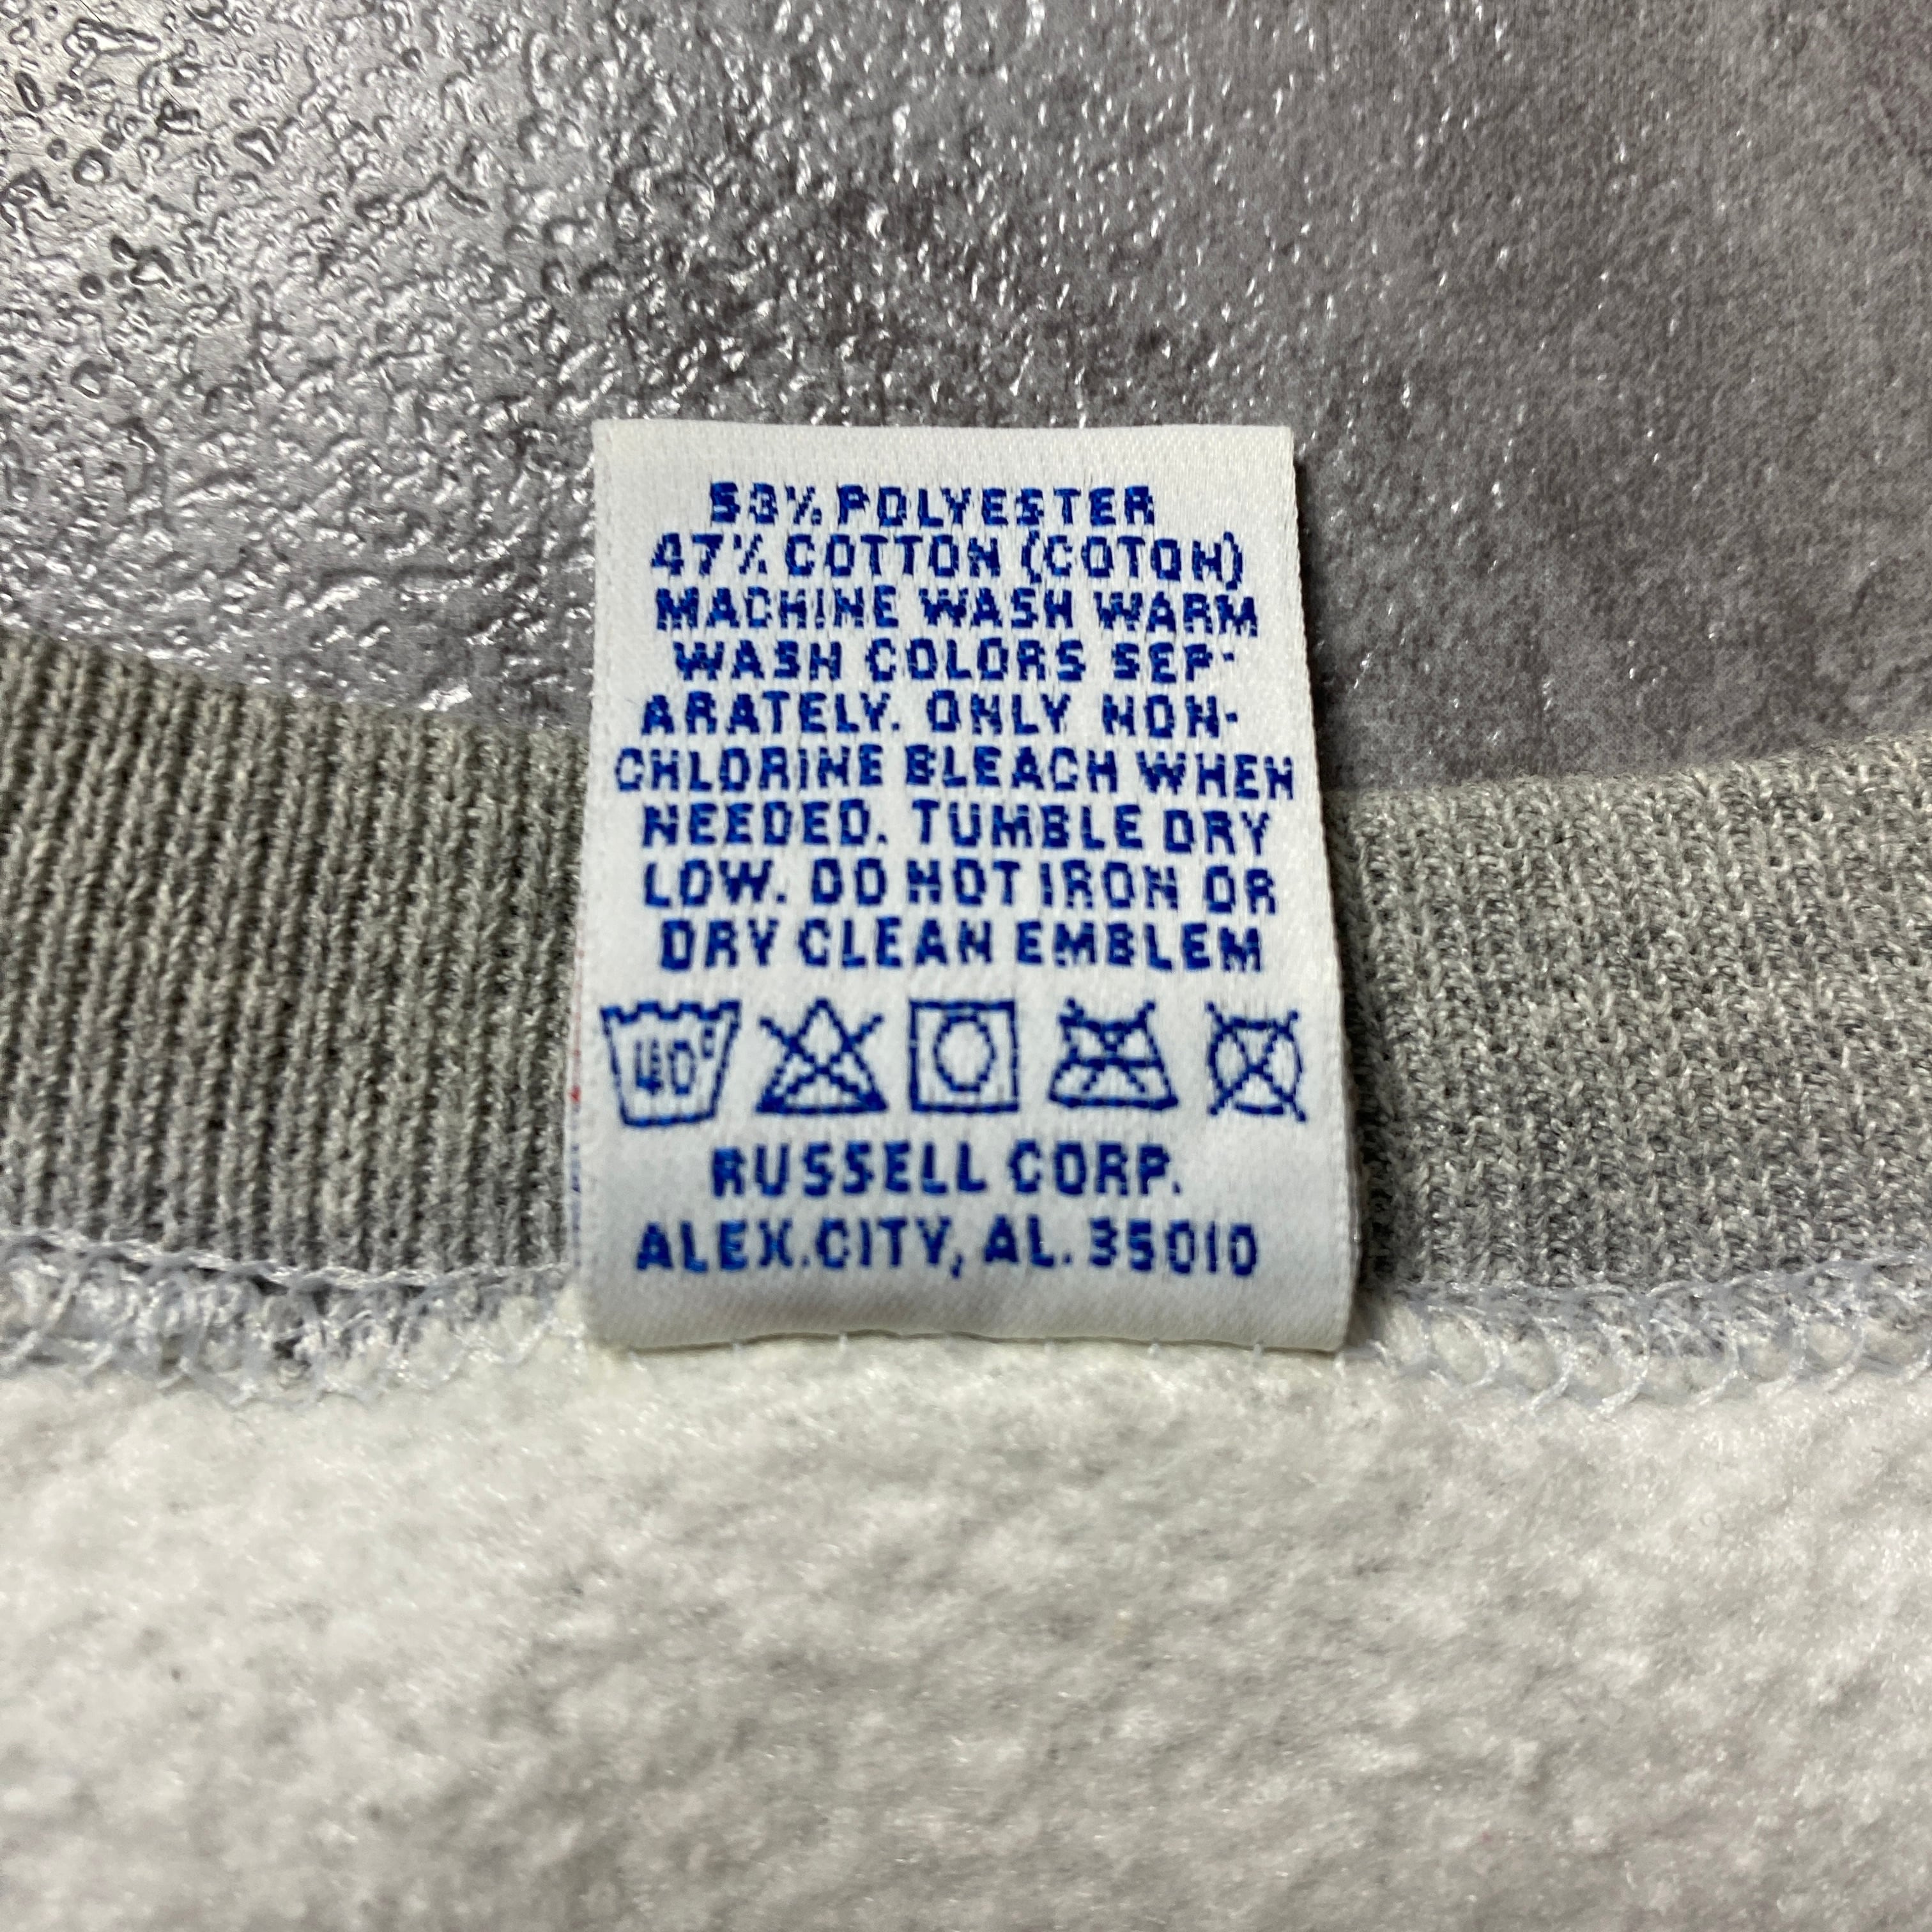 53% POLYESTER
47% COTTON (COTON)
MACHINE WASH WARM
WASH COLORS SEP-
ARATELY. ONLY NON-
CHLORINE BLEACH WHEN
NEEDED. TUMBLE DRY
LOW. DO NOT IRON OR
DRY CLEAN EMBLEM
40°
RUSSELL CORP.
ALEX.CITY, AL. 35010